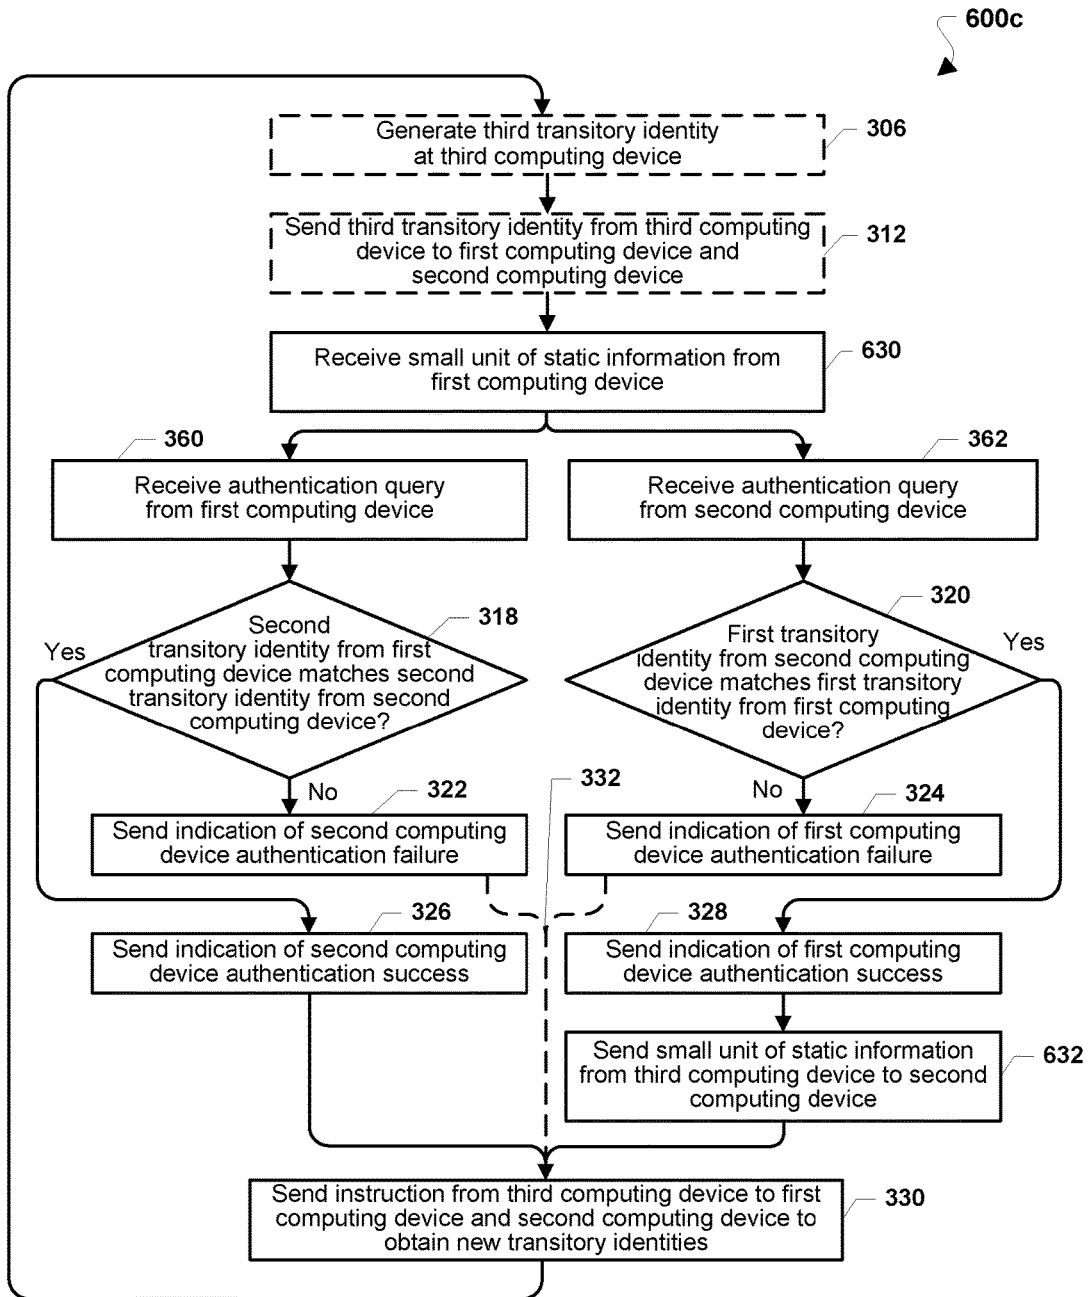 600c
Generate third transitory identity
at third computing device
306
Send third transitory identity from third computing
device to first computing device and
second computing device
312
Receive small unit of static information from
first computing device
630
360
Receive authentication query
from first computing device
362
Receive authentication query
from second computing device
Yes
Second
transitory identity from first
computing device matches second
transitory identity from second
computing device?
318
First transitory
identity from second computing
device matches first transitory
identity from first computing
device?
320
Yes
No
322
332
No
324
Send indication of second computing
device authentication failure
Send indication of first computing
device authentication failure
326
328
Send indication of second computing
device authentication success
Send indication of first computing
device authentication success
Send small unit of static information
from third computing device to second
computing device
632
Send instruction from third computing device to first
computing device and second computing device to
obtain new transitory identities
330